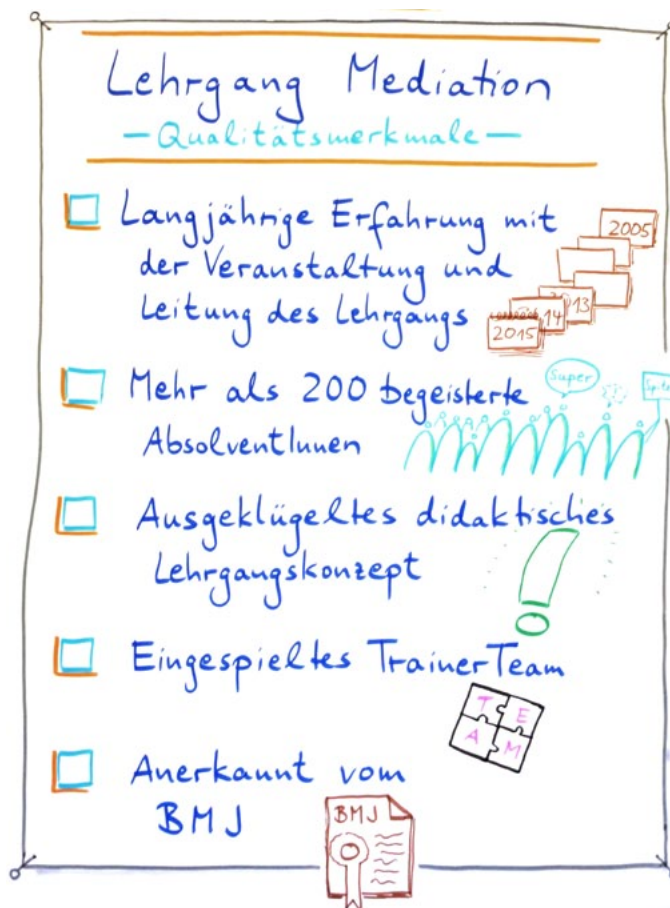 Lehrgang Mediation
— Qualitätsmerkmale —
Langjährige Erfahrung mit
der Veranstaltung und
Leitung des Lehrgangs
2005
2013
14
2015
Mehr als 200 begeisterte
AbsolventInnen
Super
Ausgeklügeltes didaktisches
Lehrgangskonzept
Eingespieltes TrainerTeam
T E
A M
Anerkannt vom
BMJ
BMJ